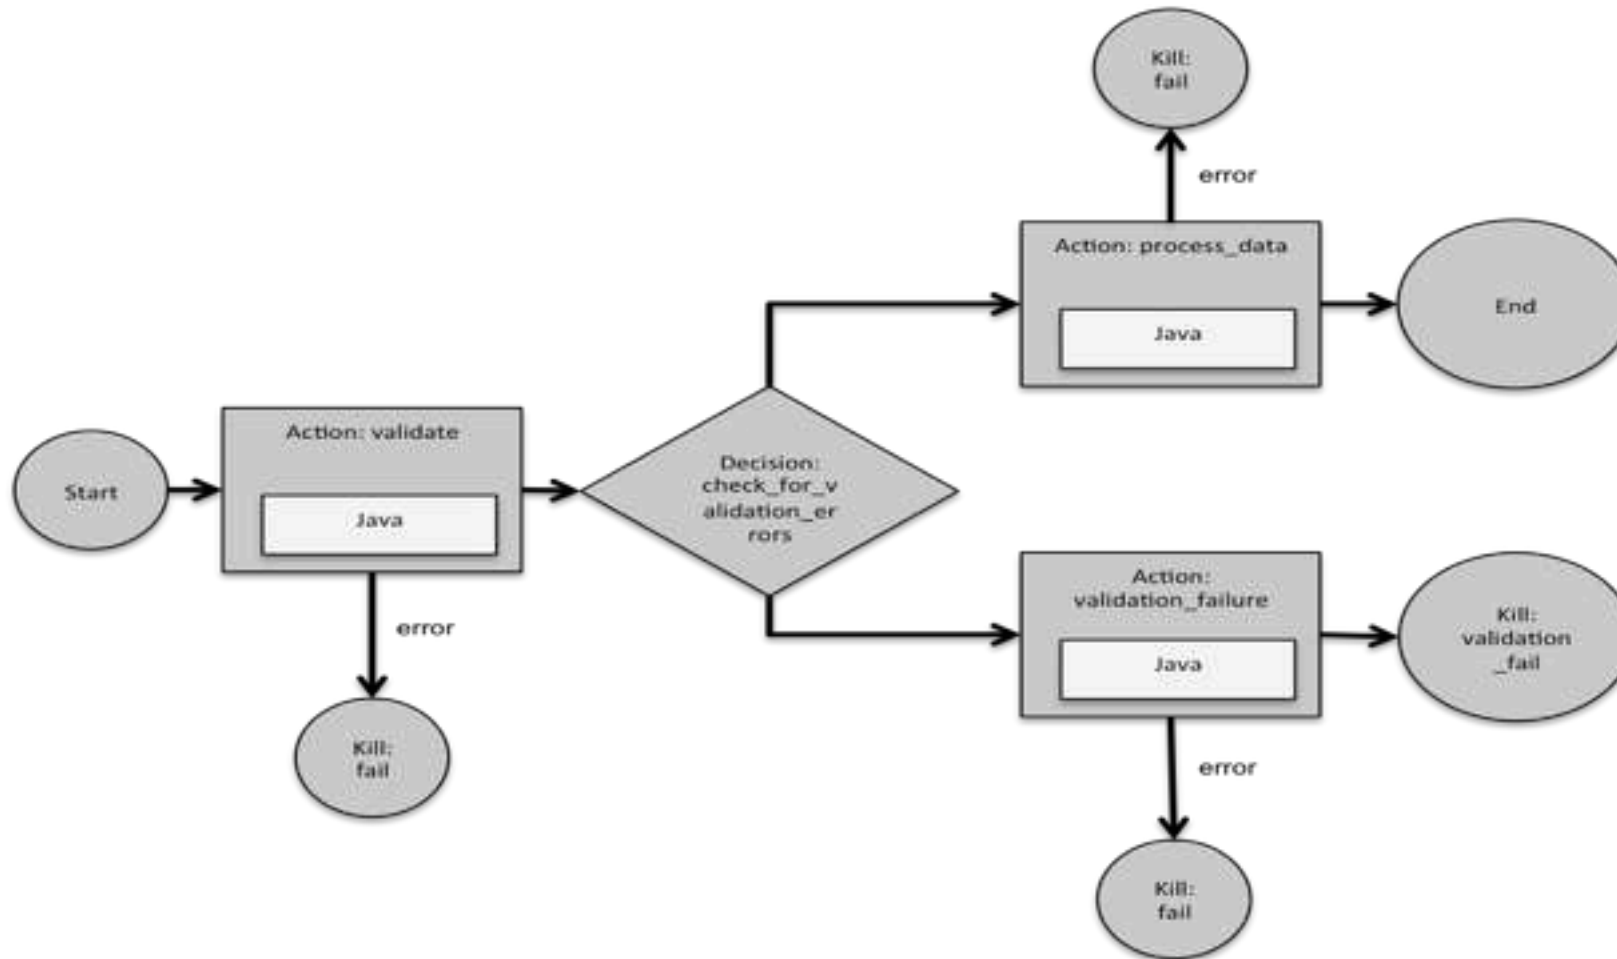 Kill:
fail
error
Action: process_data
Java
End
Action: validate
Java
Start
Decision:
check_for_v
alidation_er
rors
error
Kill:
fail
Action:
validation_failure
Java
Kill:
validation
_fail
error
Kill:
fail